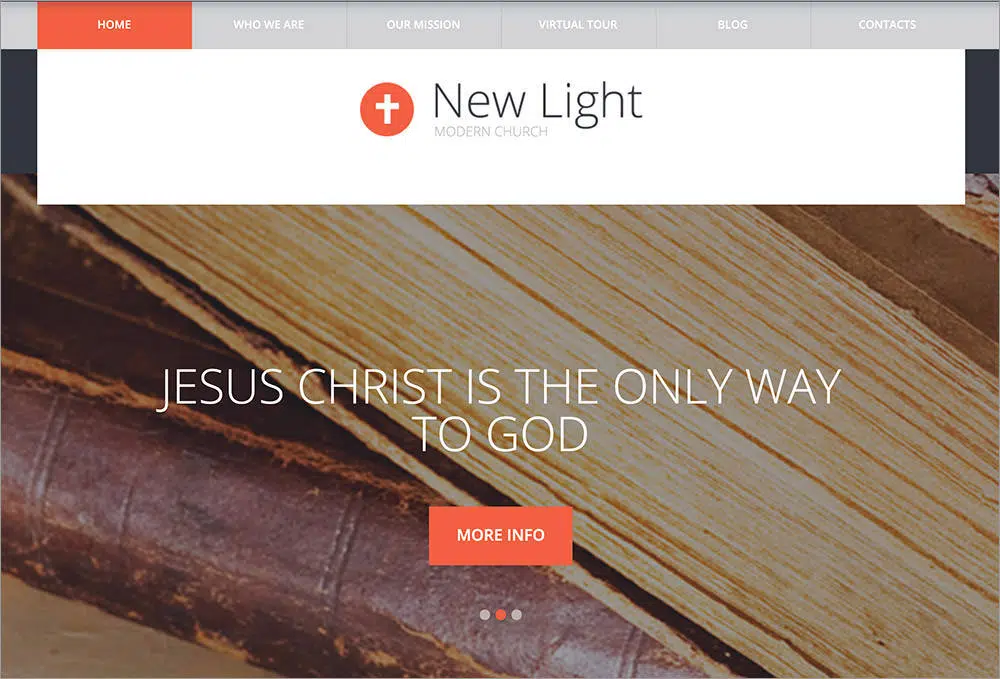 HOME WHO WE ARE OUR MISSION VIRTUAL TOUR BLOG CONTACTS
New Light
MODERN CHURCH
JESUS CHRIST IS THE ONLY WAY
TO GOD
MORE INFO